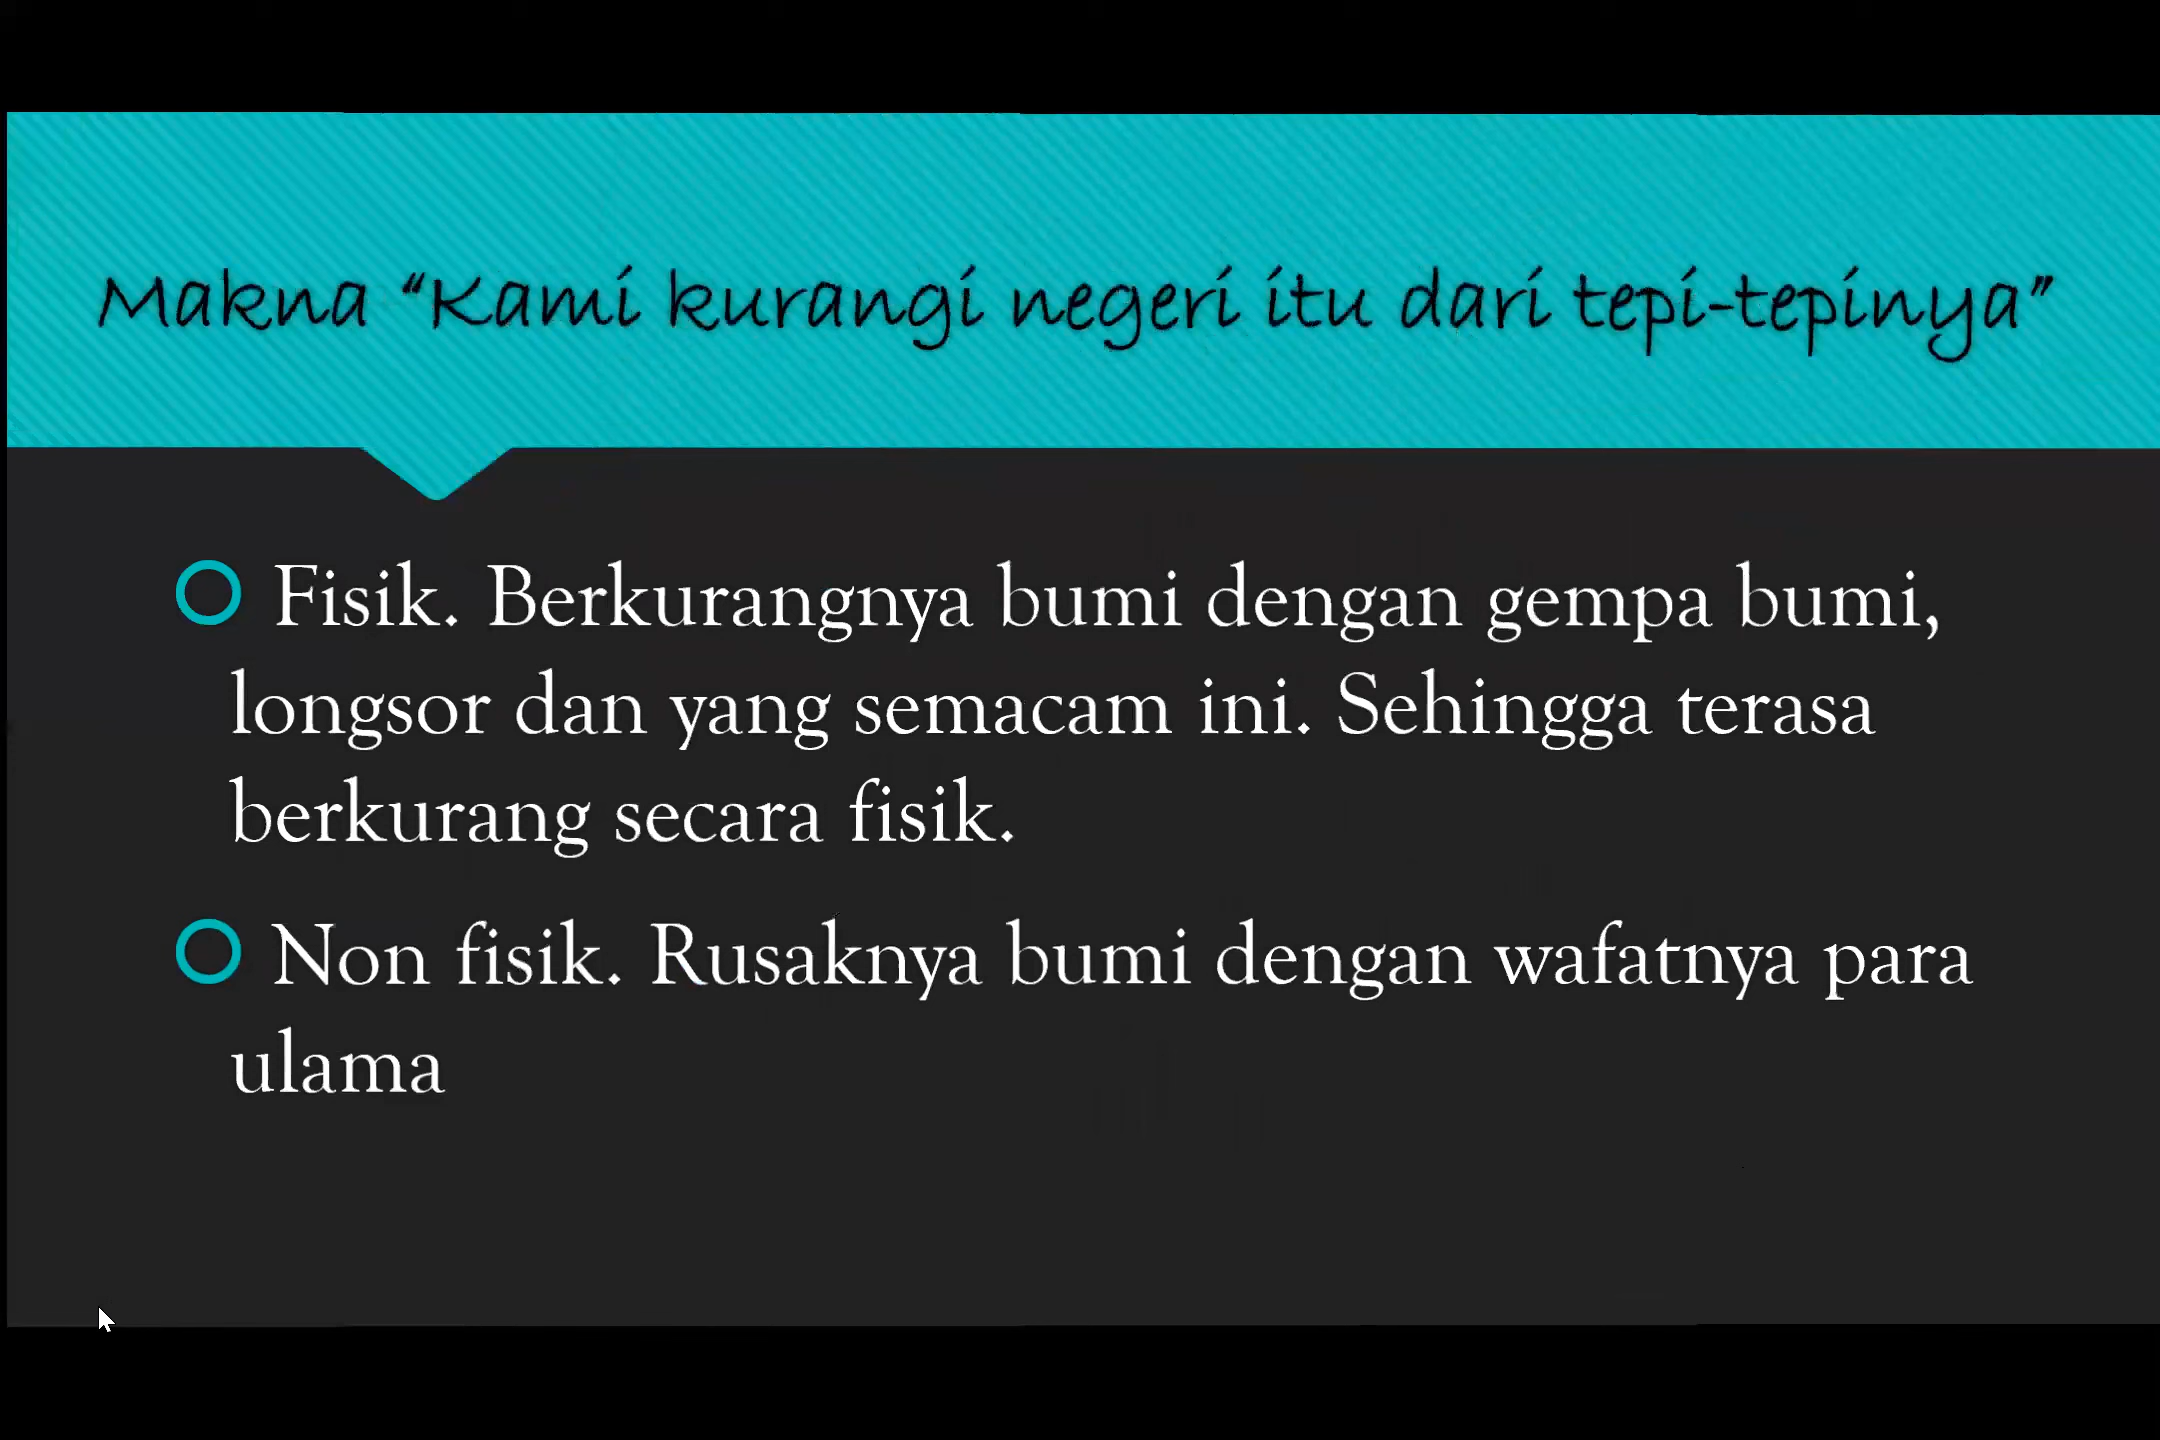 Makna “Kami kurangi negeri itu dari tepi-tepinya”
Fisik. Berkurangnya bumi dengan gempa bumi,
longsor dan yang semacam ini. Sehingga terasa
berkurang secara fisik.
Non fisik. Rusaknya bumi dengan wafatnya para
ulama